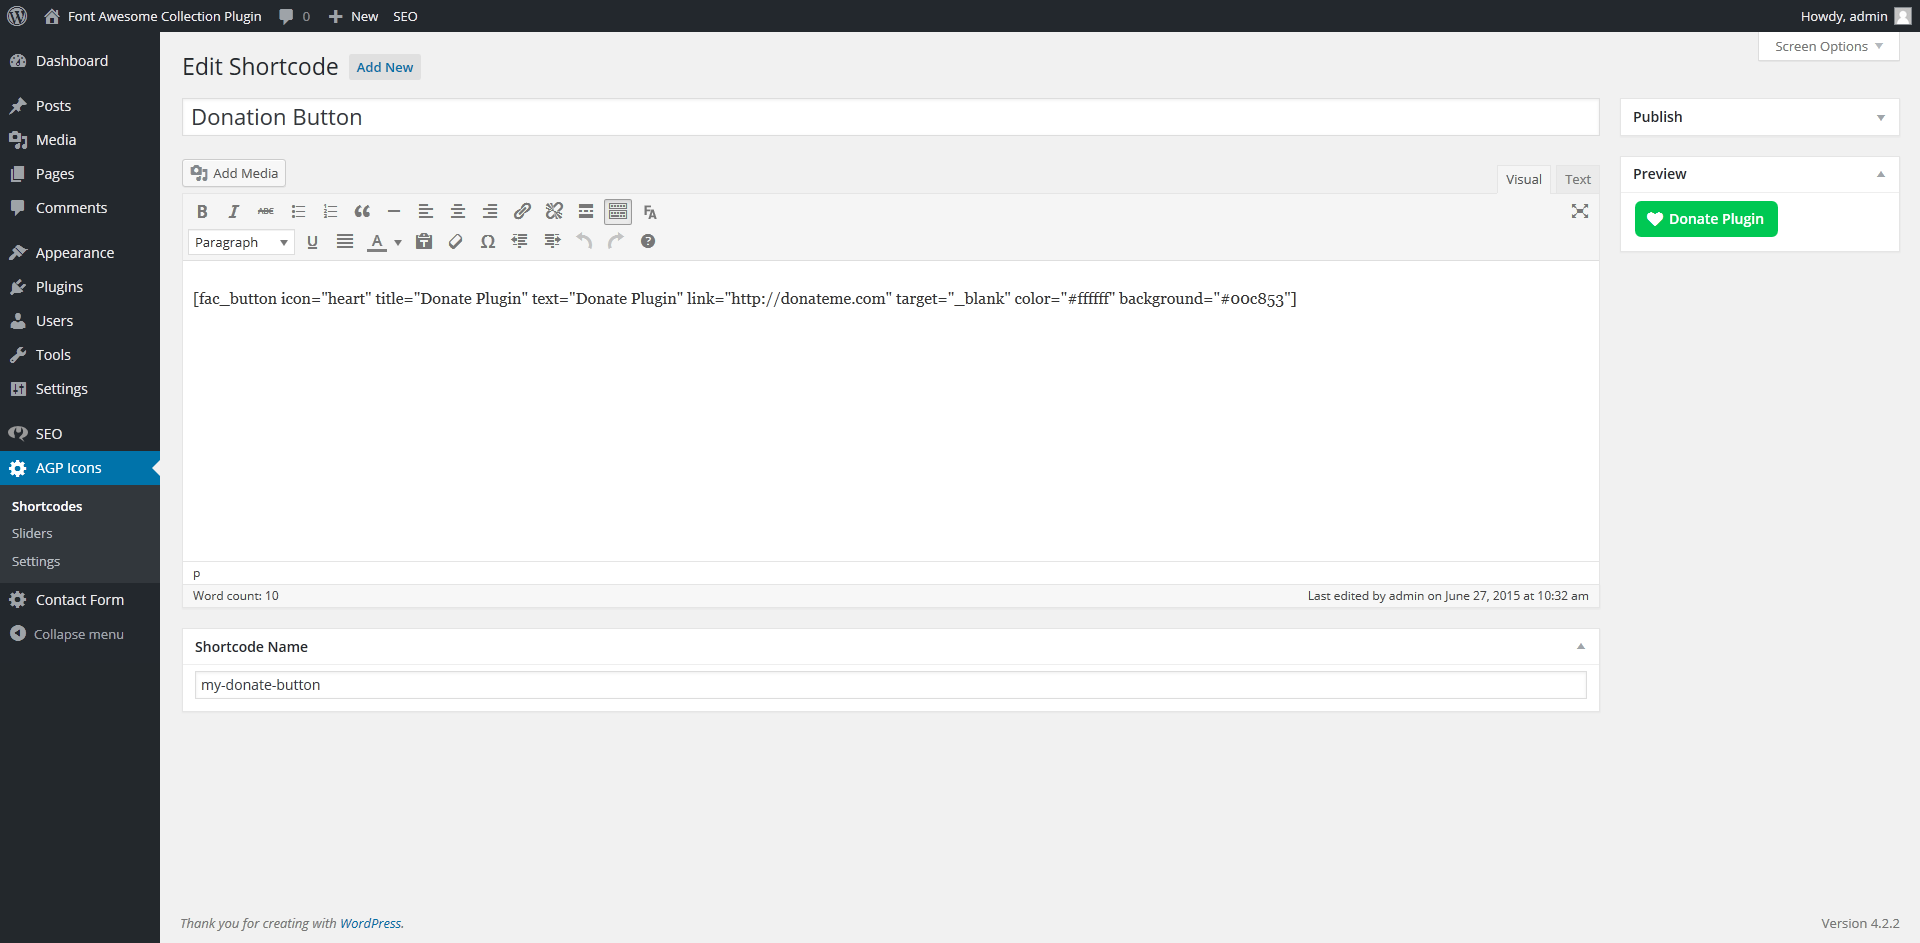 Font Awesome Collection Plugin 0 New SEO Howdy, admin
Screen Options
Dashboard
Posts
Media
Pages
Comments
Appearance
Plugins
Users
Tools
Settings
SEO
AGP Icons
Shortcodes
Sliders
Settings
Contact Form
Collapse menu
Edit Shortcode Add New
Donation Button
Add Media Visual Text
B I ABC FA
Paragraph U A T Ω ?
[fac_button icon="heart" title="Donate Plugin" text="Donate Plugin" link="http://donateme.com" target="_blank" color="#ffffff" background="#00c853"]
p
Word count: 10 Last edited by admin on June 27, 2015 at 10:32 am
Shortcode Name
my-donate-button
Publish
Preview
Donate Plugin
Thank you for creating with WordPress. Version 4.2.2